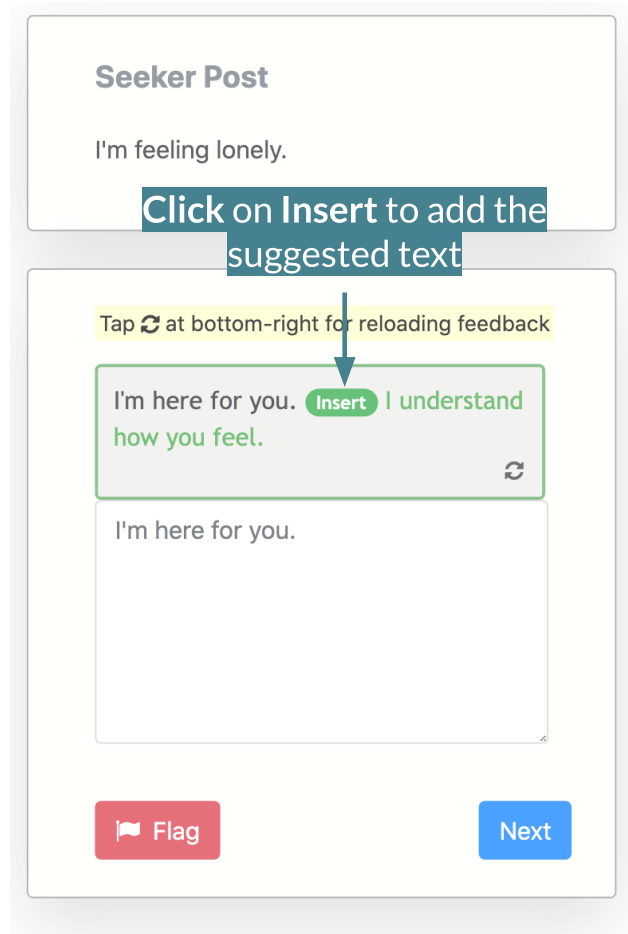 Seeker Post
I'm feeling lonely.
Click on Insert to add the
suggested text
Tap at bottom-right for reloading feedback
I'm here for you. Insert I understand
how you feel.
I'm here for you.
Flag
Next